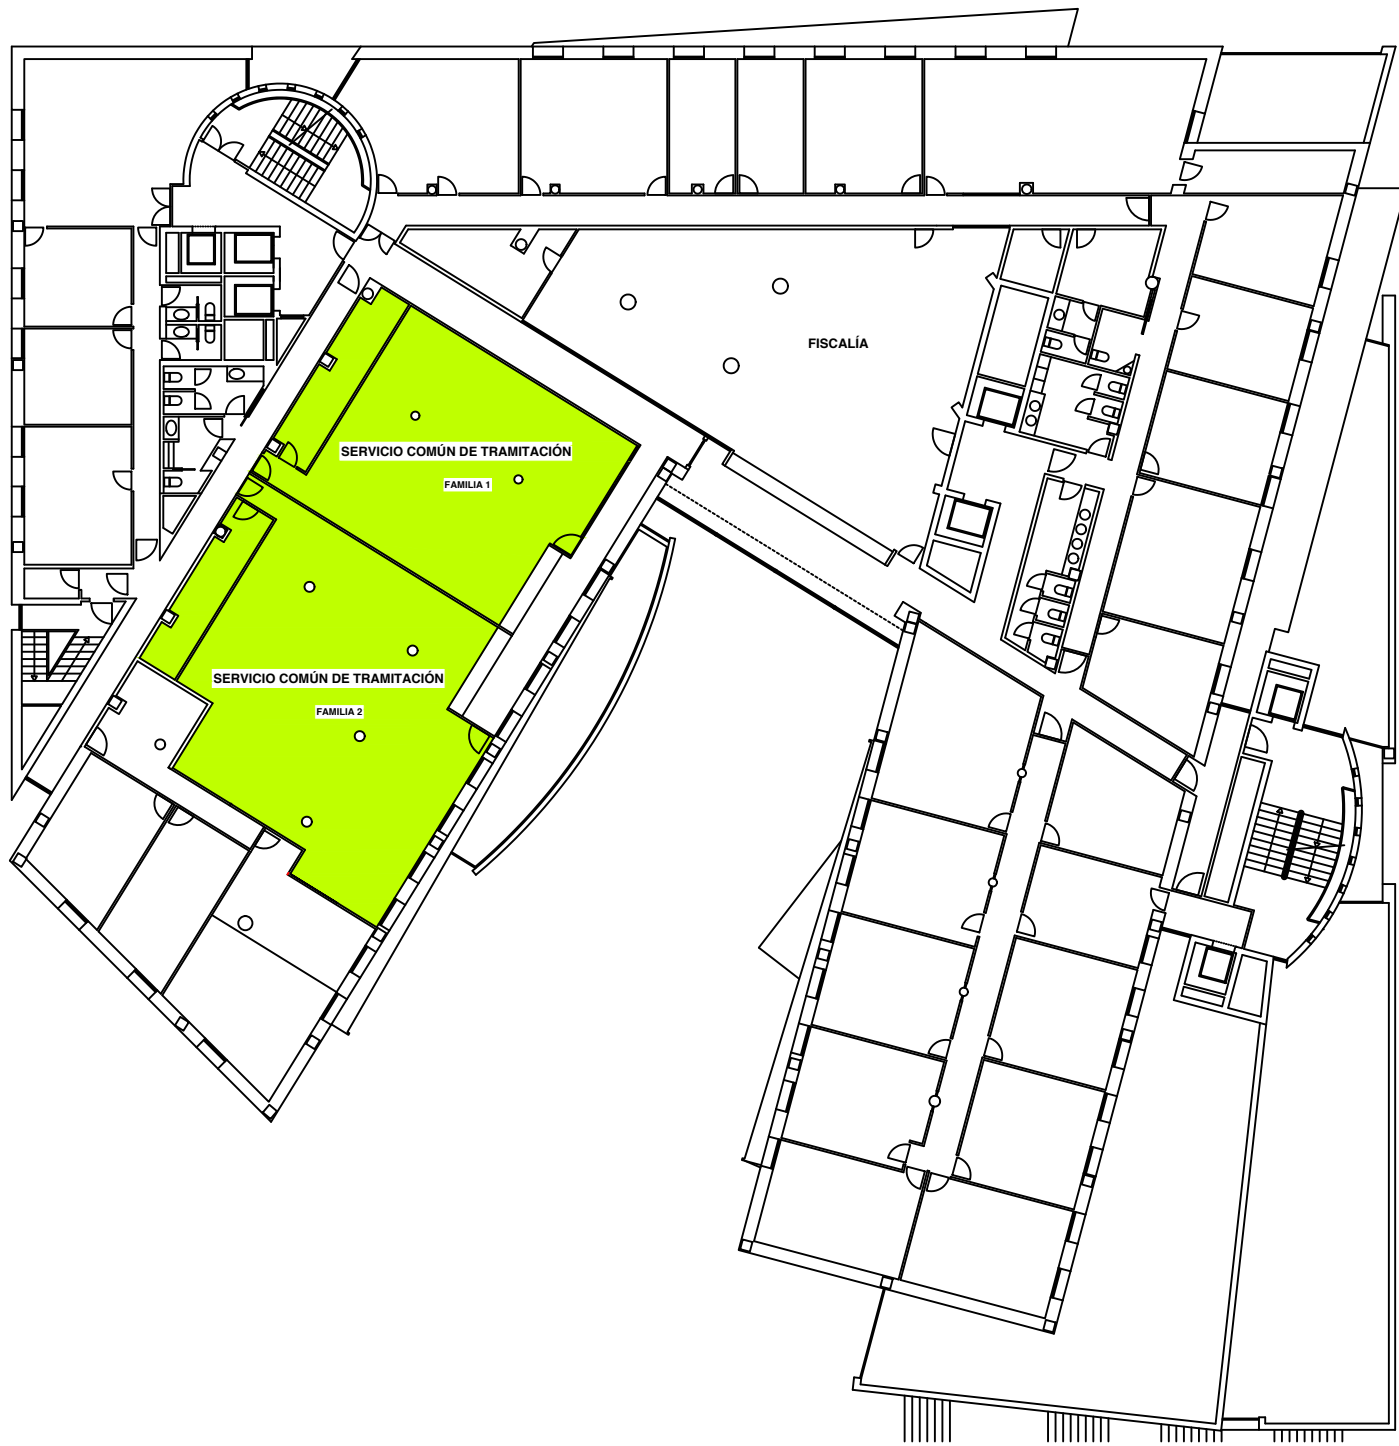 FISCALÍA
SERVICIO COMÚN DE TRAMITACIÓN
FAMILIA 1
SERVICIO COMÚN DE TRAMITACIÓN
FAMILIA 2